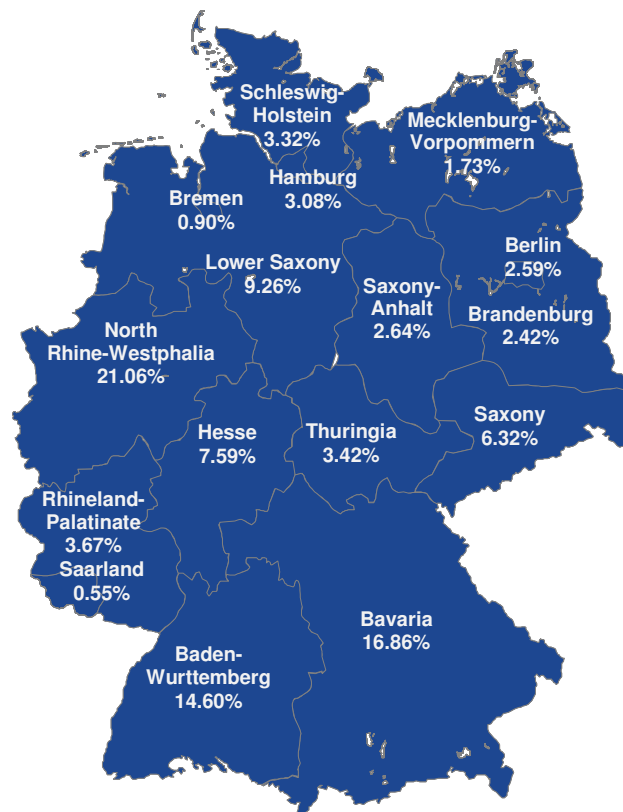 Schleswig-
Holstein
3.32%
Mecklenburg-
Vorpommern
1.73%
Hamburg
3.08%
Bremen
0.90%
Berlin
2.59%
Lower Saxony
9.26%
Saxony-
Anhalt
2.64%
Brandenburg
2.42%
North
Rhine-Westphalia
21.06%
Saxony
6.32%
Hesse
7.59%
Thuringia
3.42%
Rhineland-
Palatinate
3.67%
Saarland
0.55%
Bavaria
16.86%
Baden-
Wurttemberg
14.60%